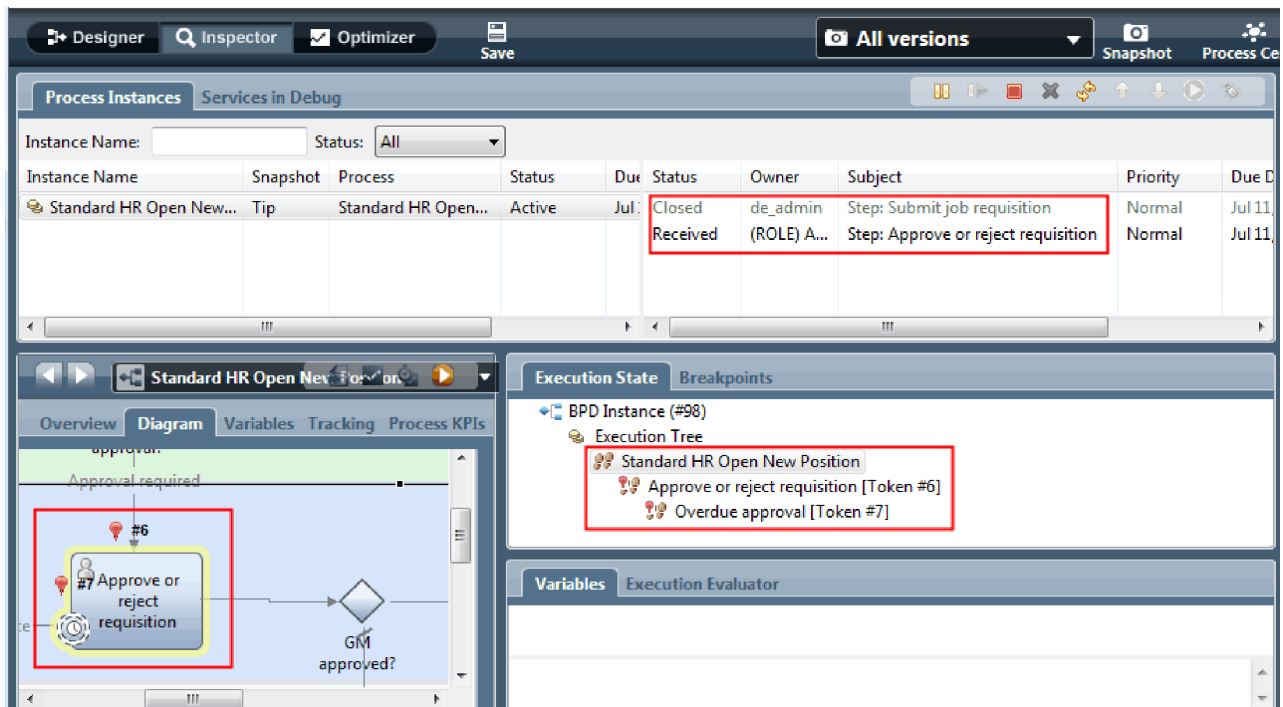 Designer Inspector Optimizer Save All versions Snapshot Process Ce
Process Instances Services in Debug
Instance Name: Status: All
Instance Name Snapshot Process Status Due Status Owner Subject Priority Due D
Standard HR Open New... Tip Standard HR Open... Active Jul Closed de_admin Step: Submit job requisition Normal Jul 11,
Received (ROLE) A... Step: Approve or reject requisition Normal Jul 11,
Standard HR Open New
Overview Diagram Variables Tracking Process KPIs
approval?
Approval required
#6
#7 Approve or
reject
requisition
GM
approved?
Execution State Breakpoints
BPD Instance (#98)
Execution Tree
Standard HR Open New Position
Approve or reject requisition [Token #6]
Overdue approval [Token #7]
Variables Execution Evaluator